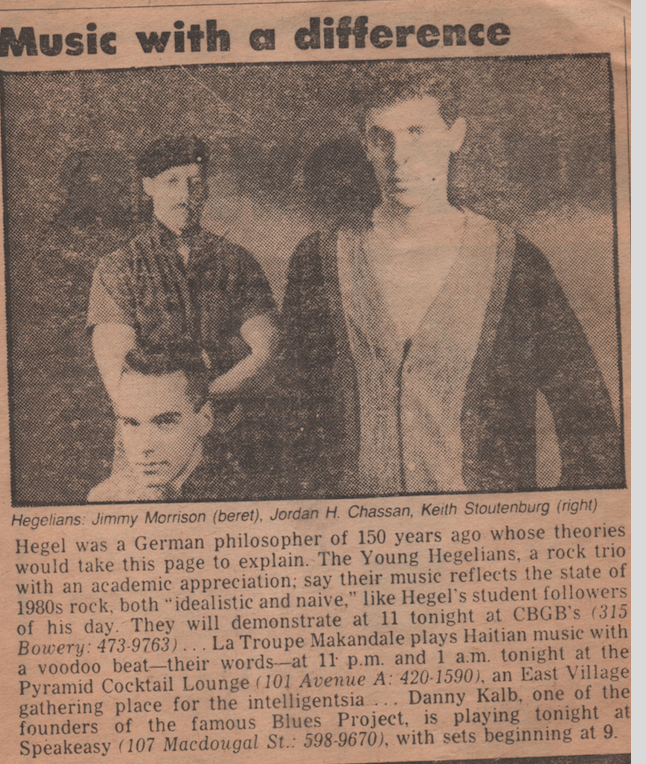 Music with a difference
Hegelians: Jimmy Morrison (beret), Jordan H. Chassan, Keith Stoutenburg (right)
Hegel was a German philosopher of 150 years ago whose theories
would take this page to explain. The Young Hegelians, a rock trio
with an academic appreciation; say their music reflects the state of
1980s rock, both “idealistic and naive,” like Hegel's student followers
of his day. They will demonstrate at 11 tonight at CBGB's (315
Bowery: 473-9763) ... La Troupe Makandale plays Haitian music with
a voodoo beat—their words—at 11 p.m. and 1 a.m. tonight at the
Pyramid Cocktail Lounge (101 Avenue A: 420-1590), an East Village
gathering place for the intelligentsia ... Danny Kalb, one of the
founders of the famous Blues Project, is playing tonight at
Speakeasy (107 Macdougal St.: 598-9670), with sets beginning at 9.